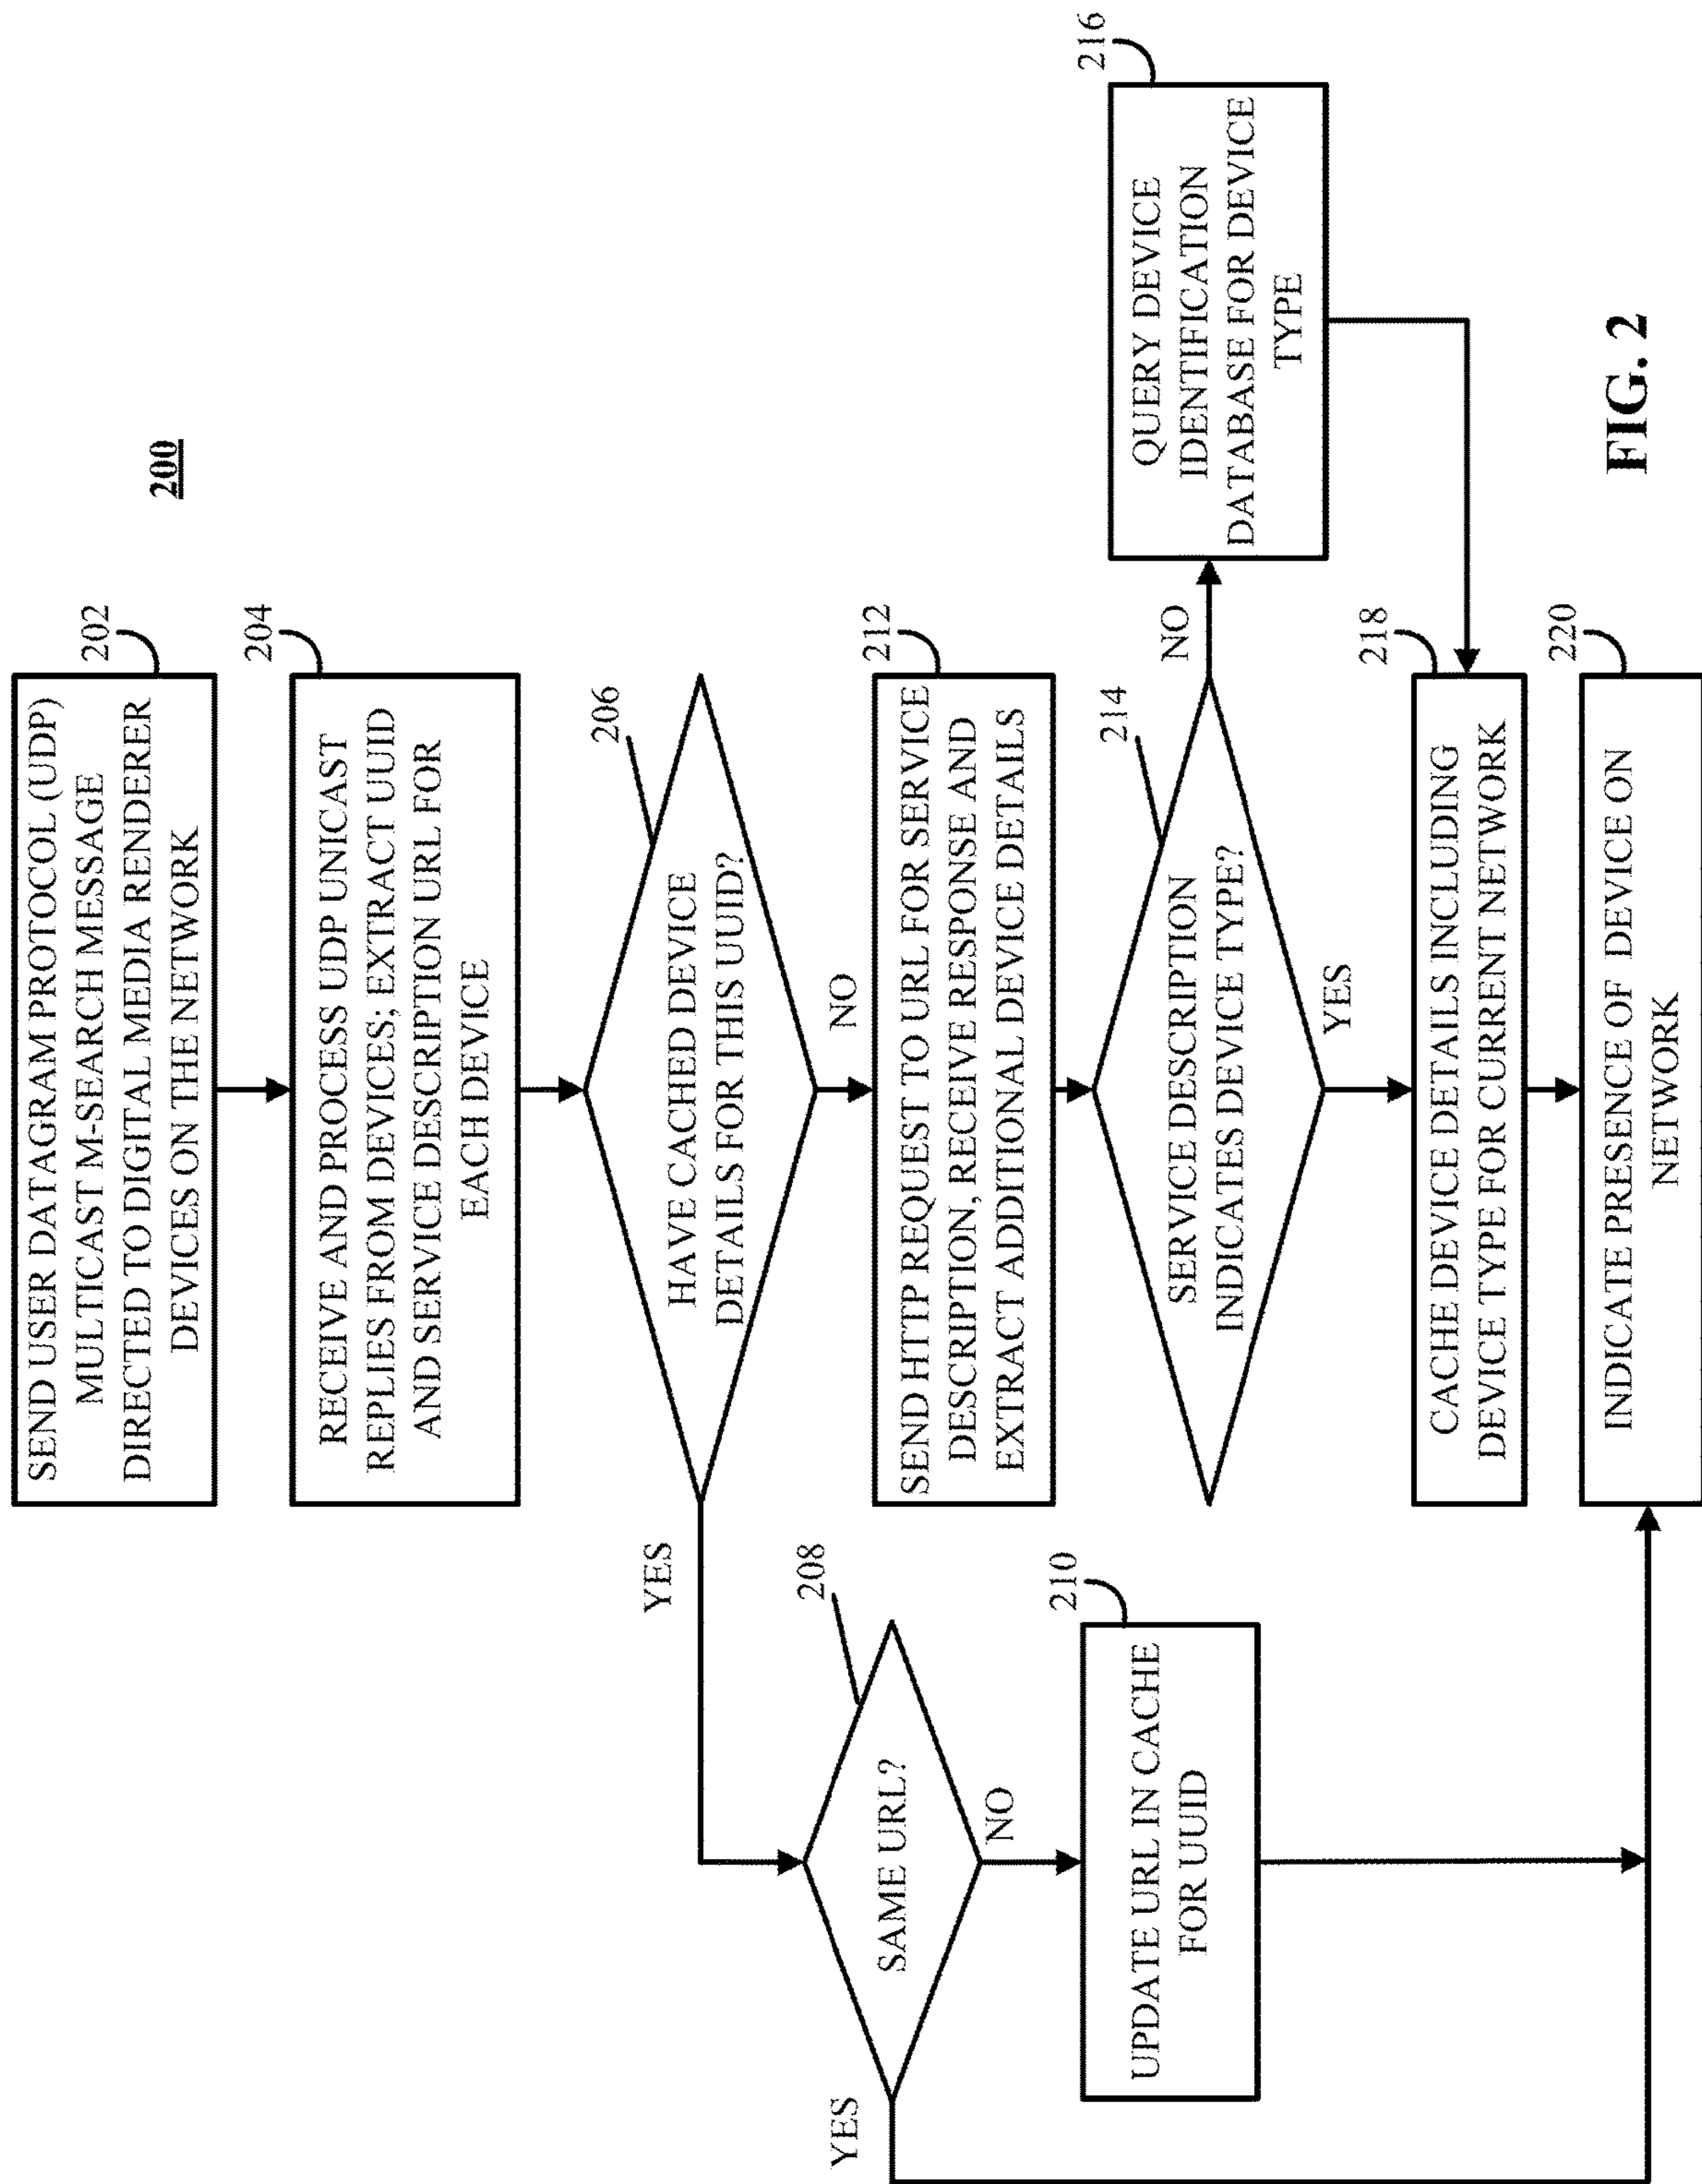 200
SEND USER DATAGRAM PROTOCOL (UDP)
MULTICAST M-SEARCH MESSAGE
DIRECTED TO DIGITAL MEDIA RENDERER
DEVICES ON THE NETWORK
202
RECEIVE AND PROCESS UDP UNICAST
REPLIES FROM DEVICES; EXTRACT UUID
AND SERVICE DESCRIPTION URL FOR
EACH DEVICE
204
HAVE CACHED DEVICE
DETAILS FOR THIS UUID?
206
YES
NO
SAME URL?
208
YES
NO
UPDATE URL IN CACHE
FOR UUID
210
SEND HTTP REQUEST TO URL FOR SERVICE
DESCRIPTION, RECEIVE RESPONSE AND
EXTRACT ADDITIONAL DEVICE DETAILS
212
SERVICE DESCRIPTION
INDICATES DEVICE TYPE?
214
NO
YES
QUERY DEVICE
IDENTIFICATION
DATABASE FOR DEVICE
TYPE
216
CACHE DEVICE DETAILS INCLUDING
DEVICE TYPE FOR CURRENT NETWORK
218
INDICATE PRESENCE OF DEVICE ON
NETWORK
220
FIG. 2